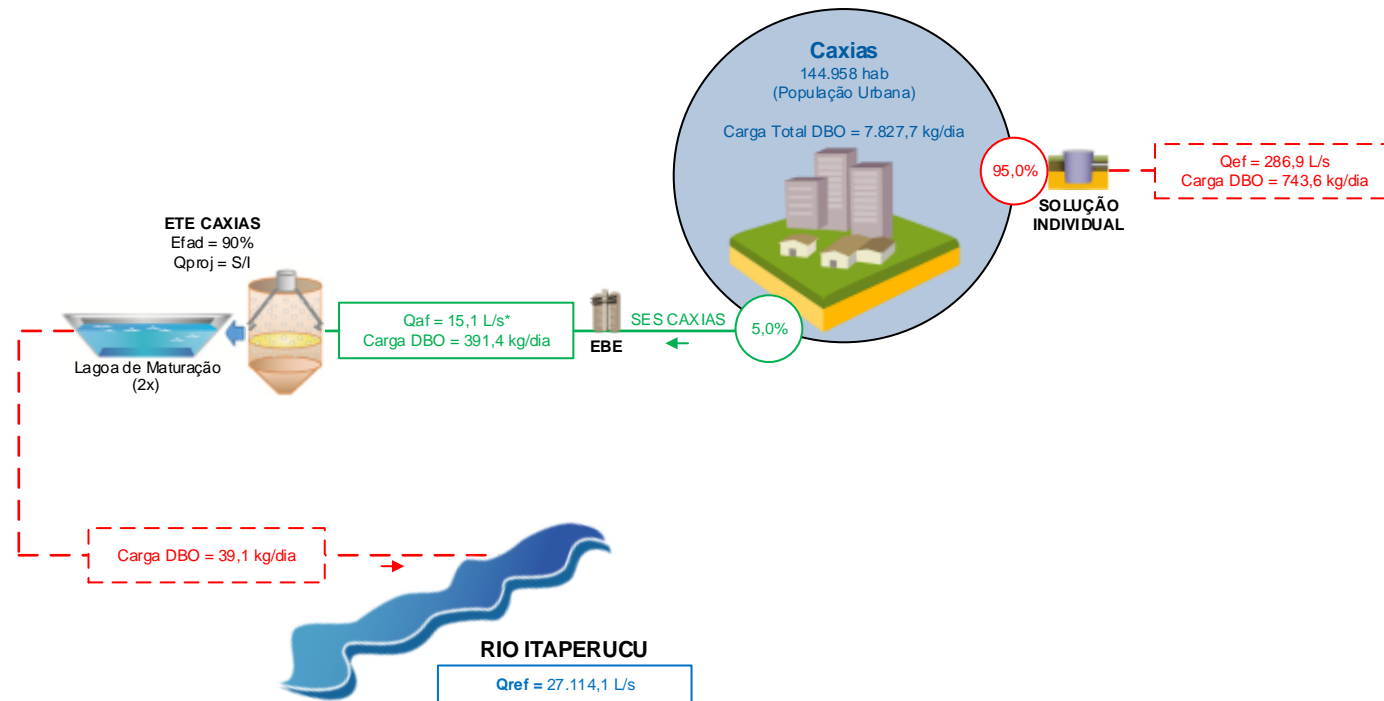 Caxias
144.958 hab
(População Urbana)
Carga Total DBO = 7.827,7 kg/dia
95,0%
SOLUÇÃO
INDIVIDUAL
Qef = 286,9 L/s
Carga DBO = 743,6 kg/dia
ETE CAXIAS
Efad = 90%
Qproj = S/I
Lagoa de Maturação
(2x)
Qaf = 15,1 L/s*
Carga DBO = 391,4 kg/dia
EBE
SES CAXIAS
5,0%
Carga DBO = 39,1 kg/dia
RIO ITAPERUCU
Qref = 27.114,1 L/s